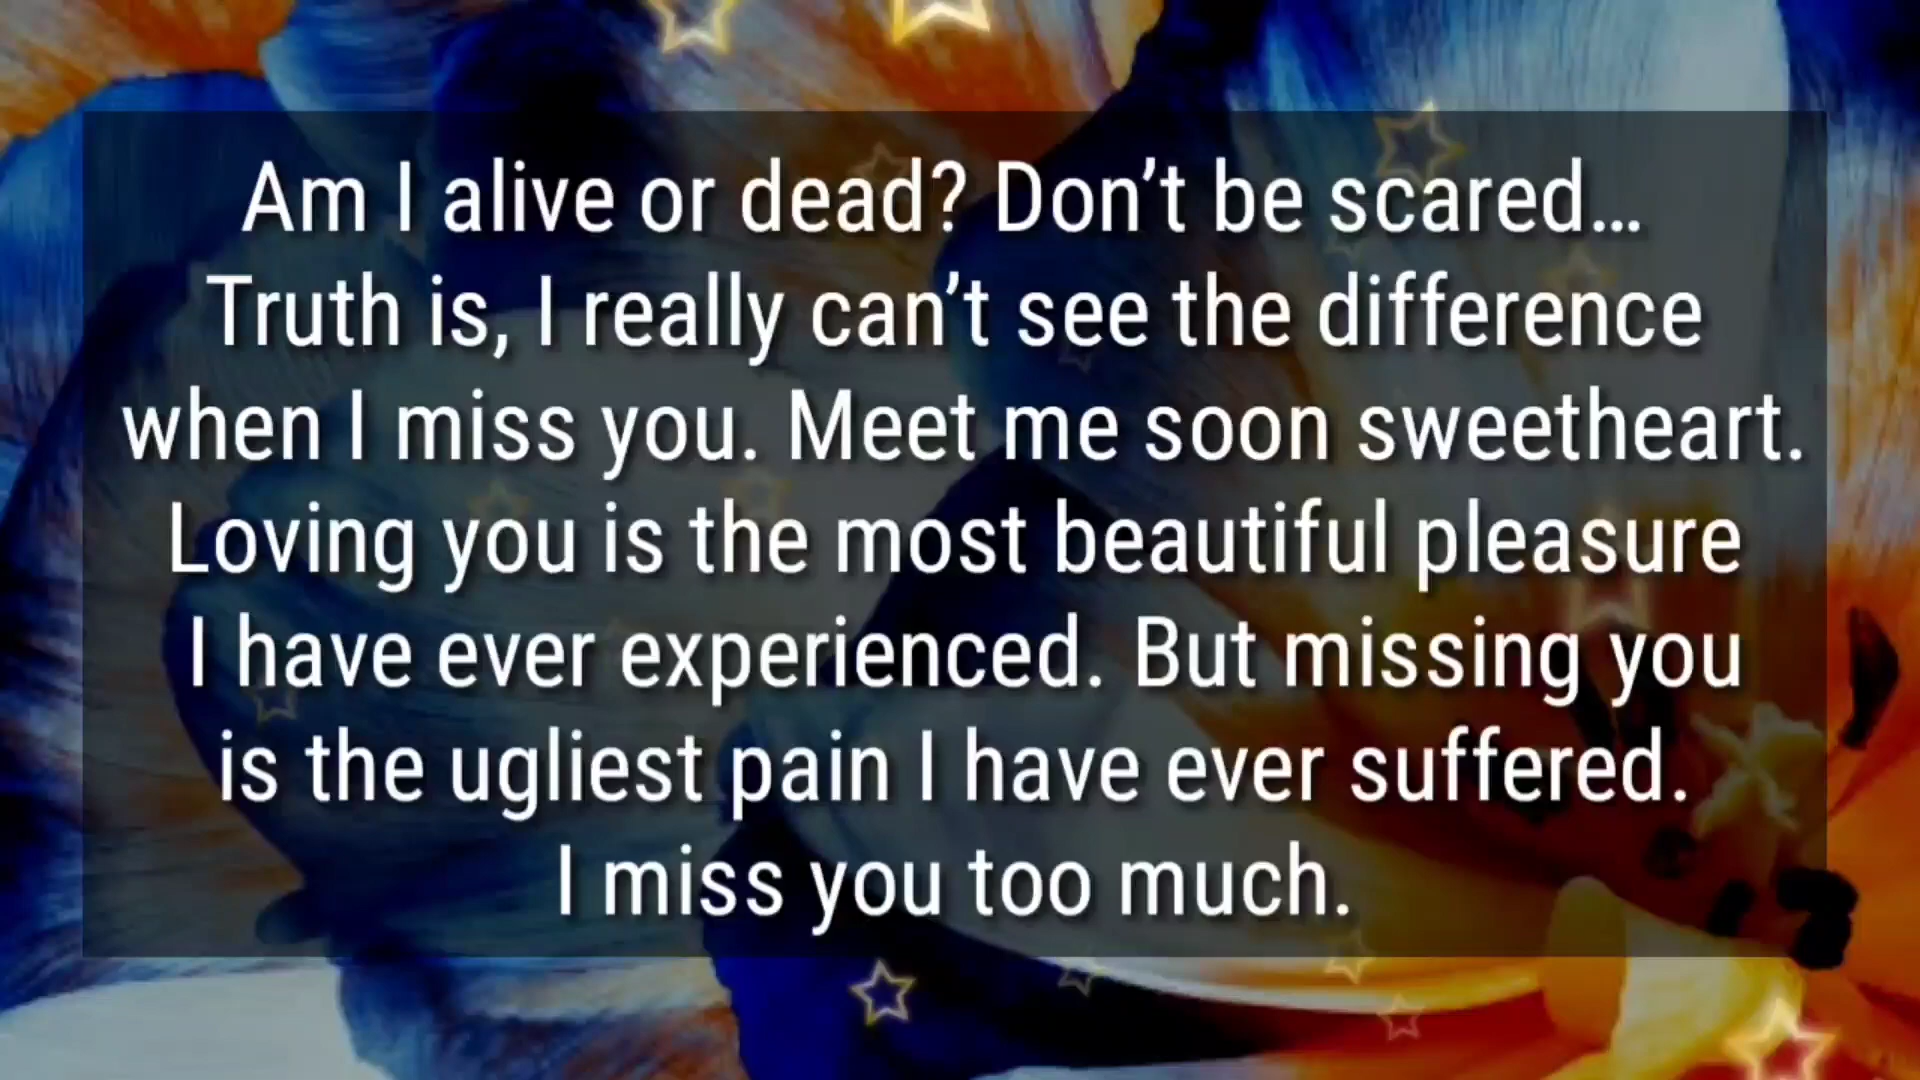 Am I alive or dead? Don’t be scared…
Truth is, I really can’t see the difference
when I miss you. Meet me soon sweetheart.
Loving you is the most beautiful pleasure
I have ever experienced. But missing you
is the ugliest pain I have ever suffered.
I miss you too much.